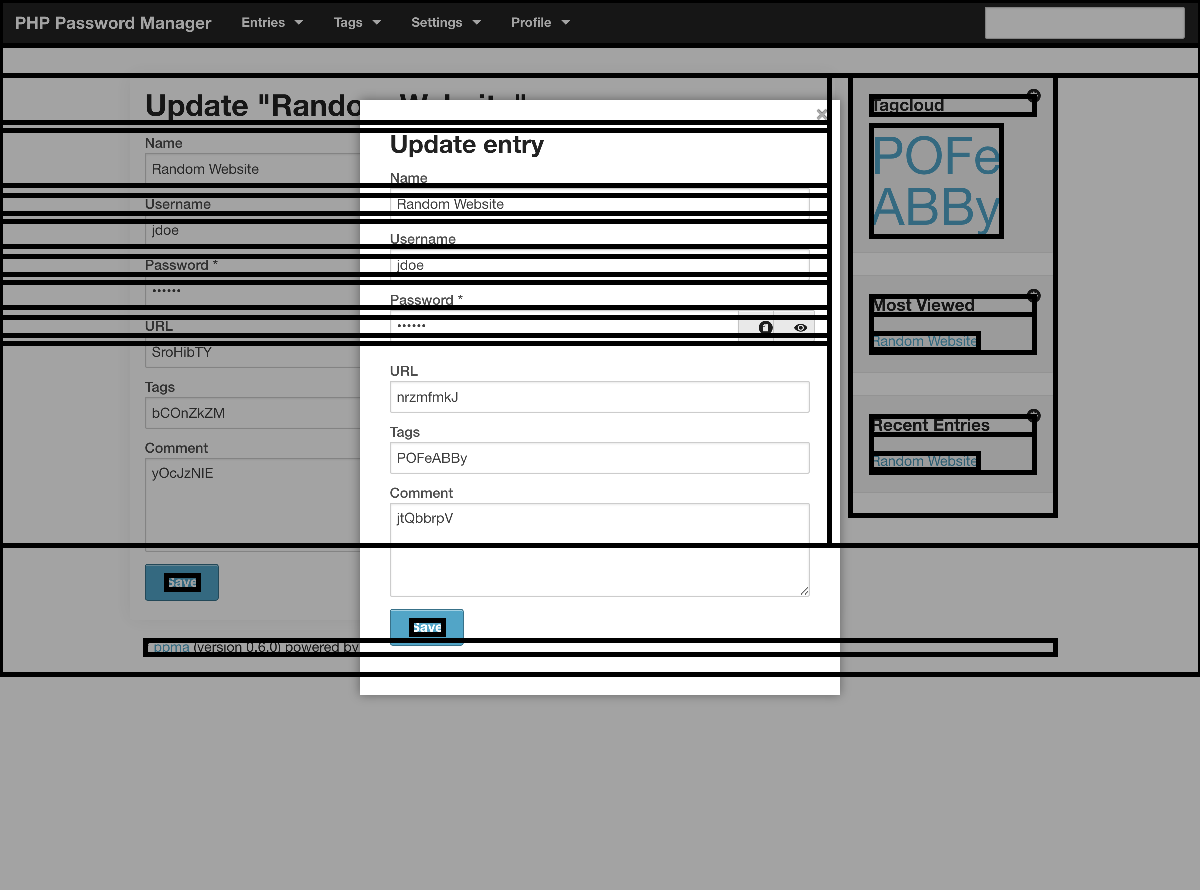 PHP Password Manager Entries Tags Settings Profile
Update "Random Website"
Name
Random Website
Username
jdoe
Password *
••••••
URL
SroHibTY
Tags
bCOnZkZM
Comment
yOcJzNIE
Save
ppma (version 0.6.0) powered by
×
Update entry
Name
Random Website
Username
jdoe
Password *
••••••
URL
nrzmfmkJ
Tags
POFeABBy
Comment
jtQbbrpV
Save
Tagcloud
POFe
ABBy
Most Viewed
Random Website
Recent Entries
Random Website